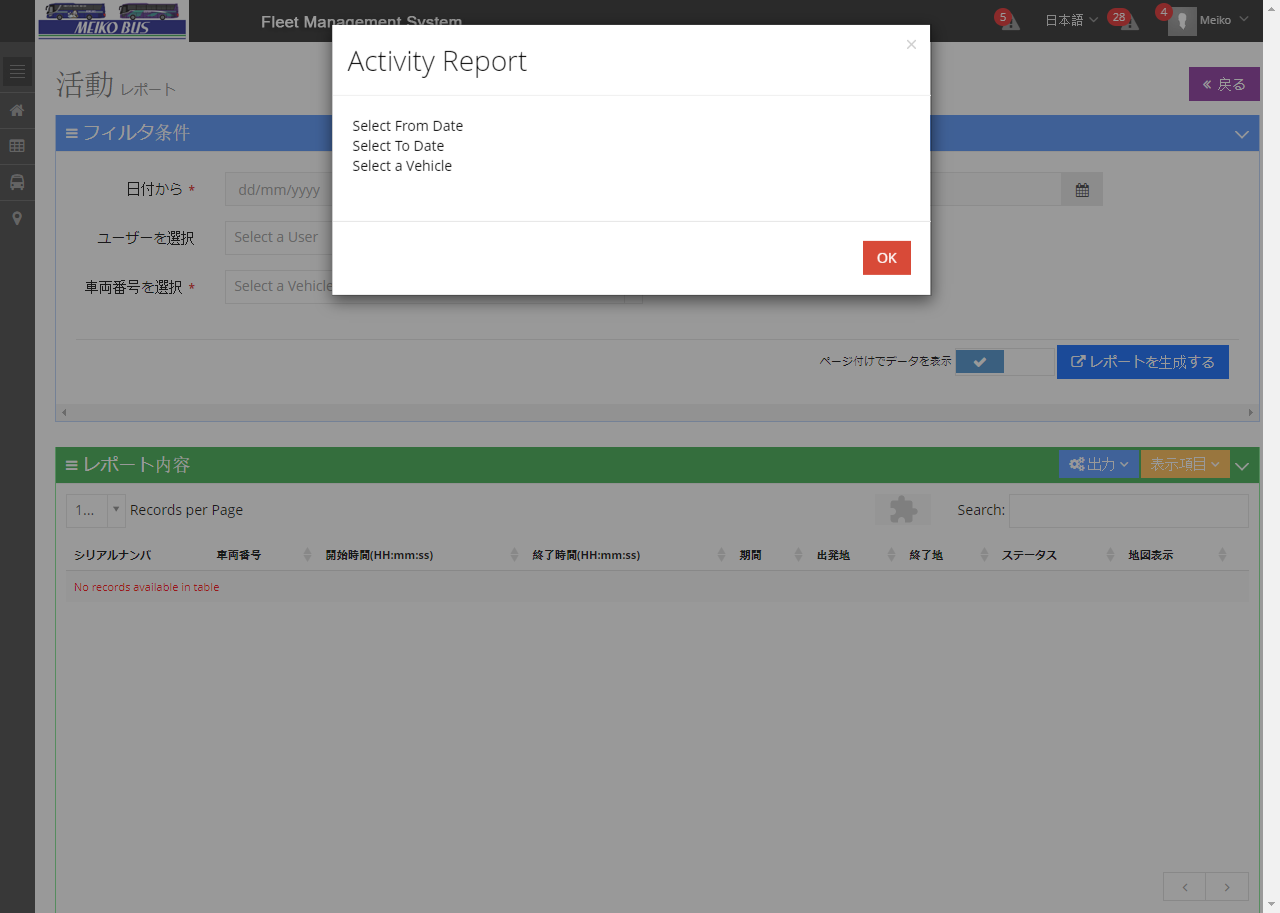 MEIKO BUS
Fleet Management System
5
日本語
28
4
Meiko
Activity Report
×
Select From Date
Select To Date
Select a Vehicle
OK
活動 レポート
戻る
フィルタ条件
日付から *
dd/mm/yyyy
ユーザーを選択
Select a User
車両番号を選択 *
Select a Vehicle
ページ付けでデータを表示
レポートを生成する
レポート内容
出力
表示項目
1...
Records per Page
Search:
シリアルナンバ 車両番号 開始時間(HH:mm:ss) 終了時間(HH:mm:ss) 期間 出発地 終了地 ステータス 地図表示
No records available in table